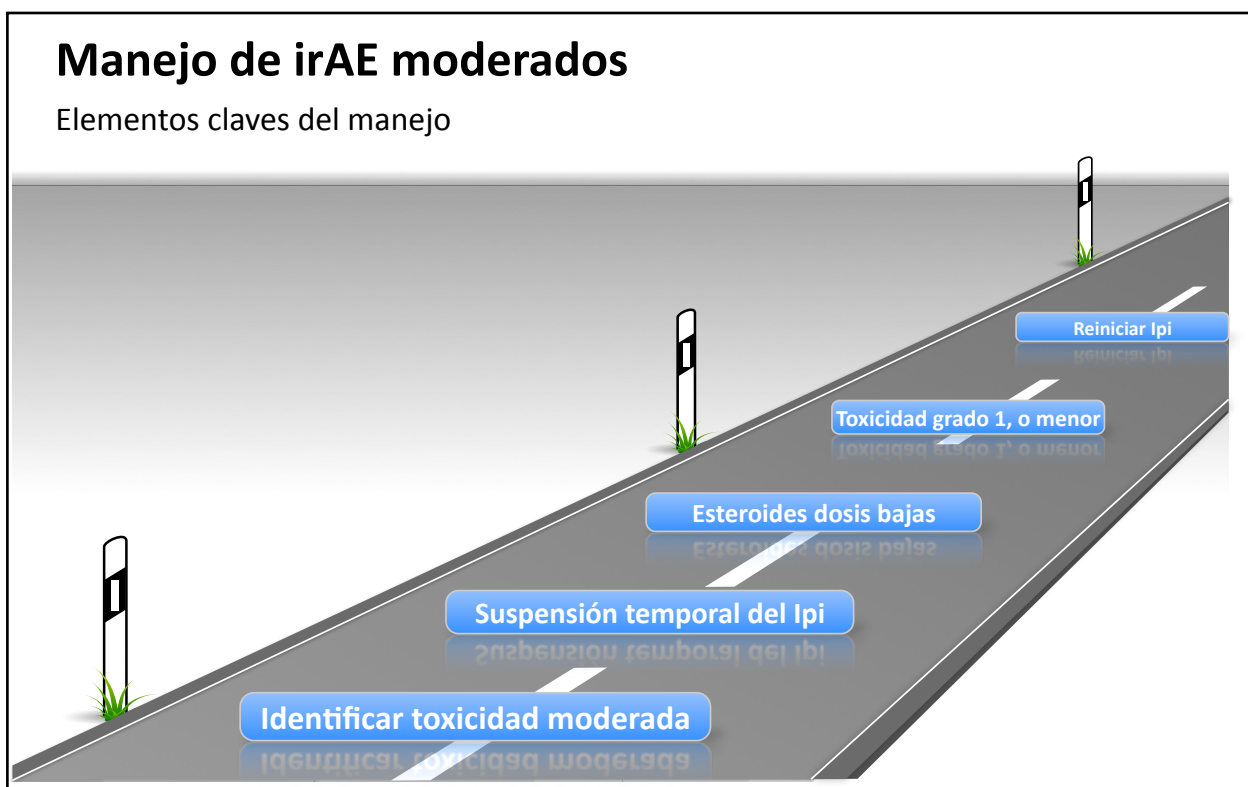 Manejo de irAE moderados
Elementos claves del manejo
Reiniciar Ipi
Toxicidad grado 1, o menor
Esteroides dosis bajas
Suspensión temporal del Ipi
Identificar toxicidad moderada